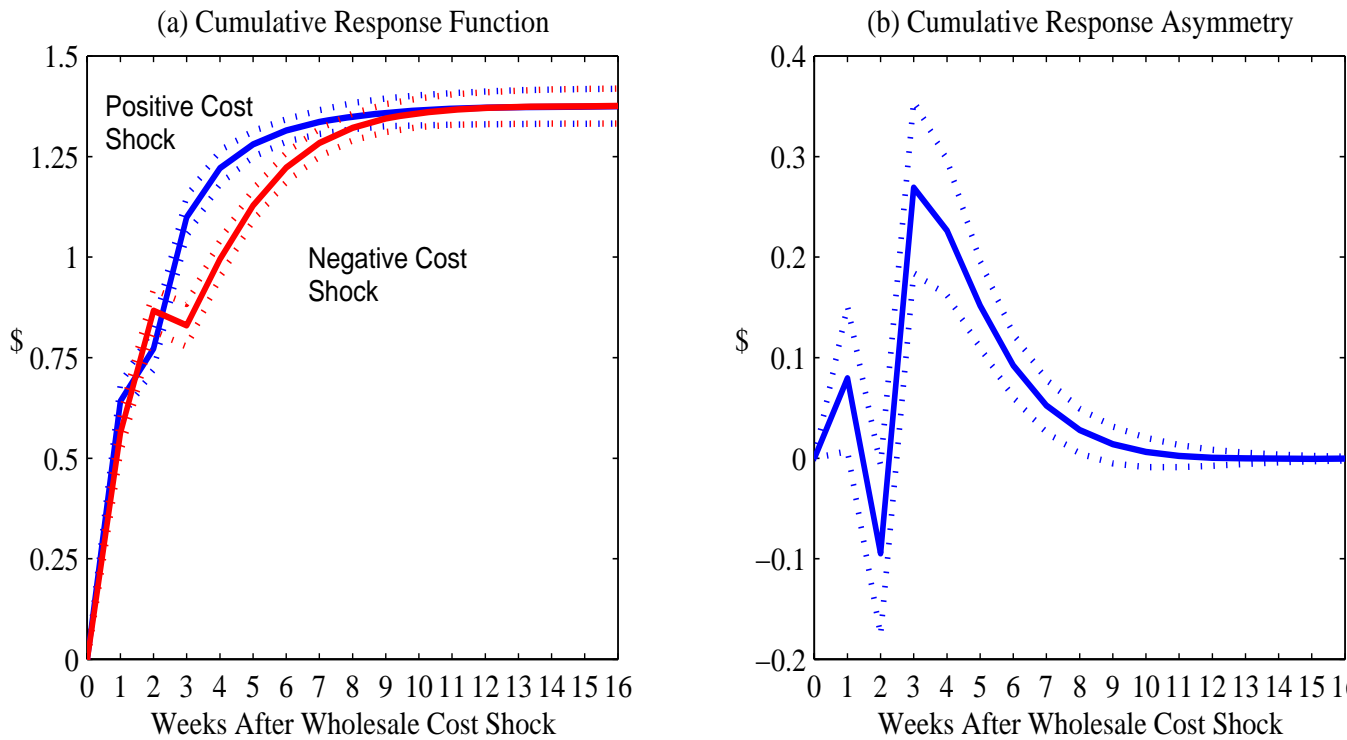 (a) Cumulative Response Function
1.5
1.25
1
0.75
0.5
0.25
0
$
Positive Cost
Shock
Negative Cost
Shock
0 1 2 3 4 5 6 7 8 9 10 11 12 13 14 15 16
Weeks After Wholesale Cost Shock
(b) Cumulative Response Asymmetry
0.4
0.3
0.2
0.1
0
−0.1
−0.2
$
0 1 2 3 4 5 6 7 8 9 10 11 12 13 14 15 16
Weeks After Wholesale Cost Shock